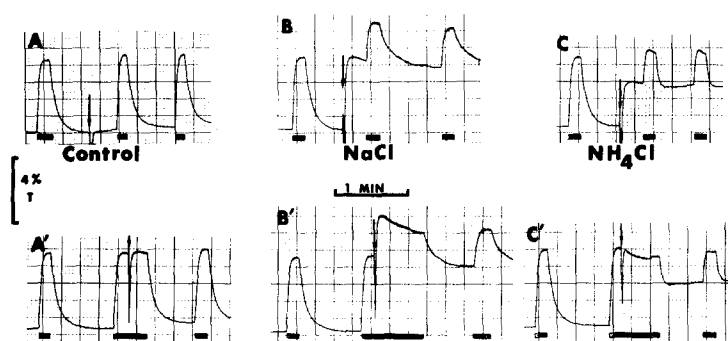 A
B
C
Control
NaCl
NH₄Cl
4%
T
1 MIN
A'
B'
C'